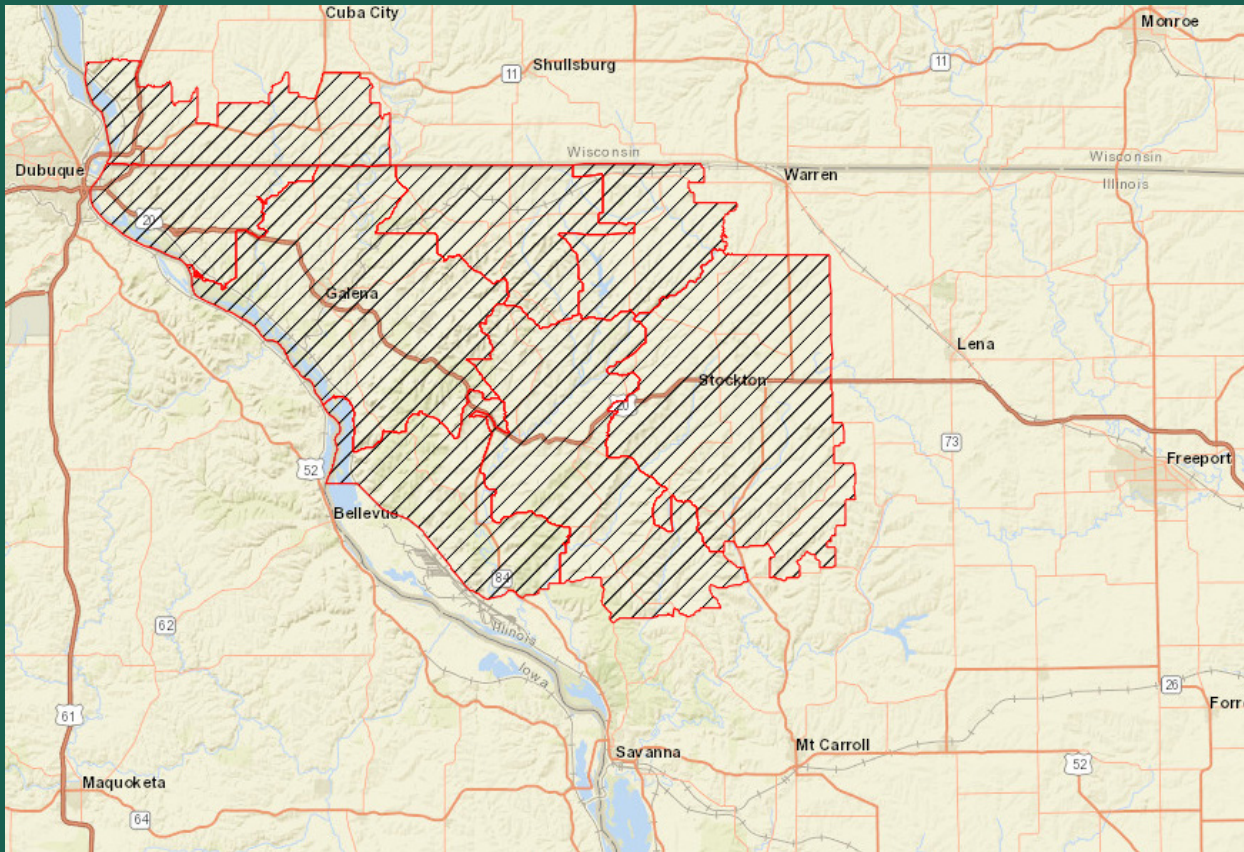 Cuba City
Monroe
11
Shullsburg
11
Wisconsin
Wisconsin
Illinois
Dubuque
Warren
20
Galena
Lena
Stockton
20
73
52
Freeport
Bellevue
84
62
Illinois
Iowa
26
61
Forr
Savanna
Mt Carroll
52
Maquoketa
64